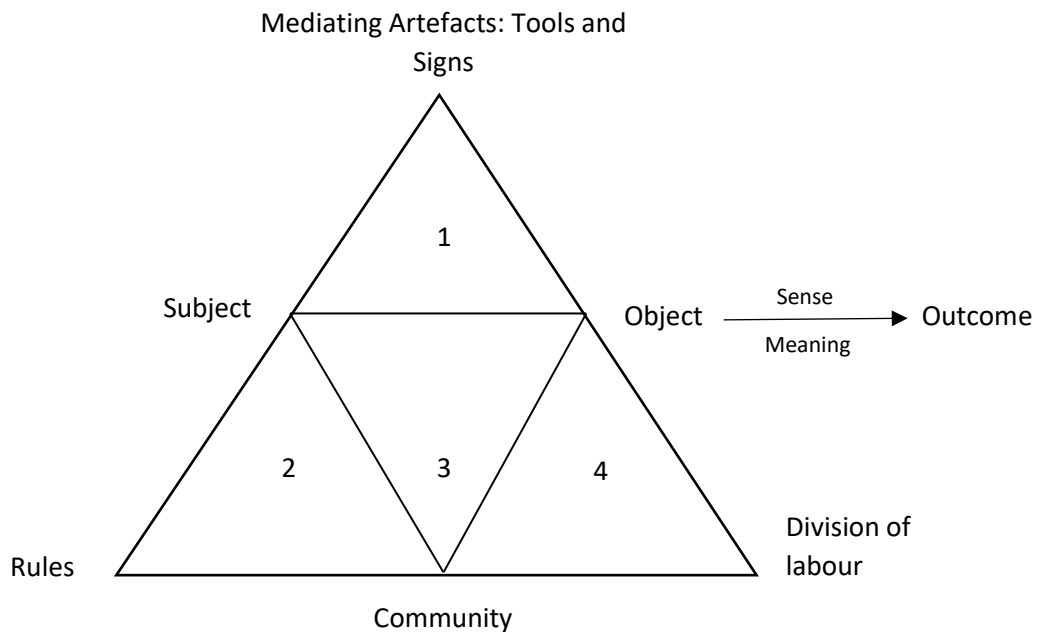 Mediating Artefacts: Tools and
Signs
1
Subject
Object
Sense
Meaning
Outcome
2
3
4
Rules
Division of
labour
Community